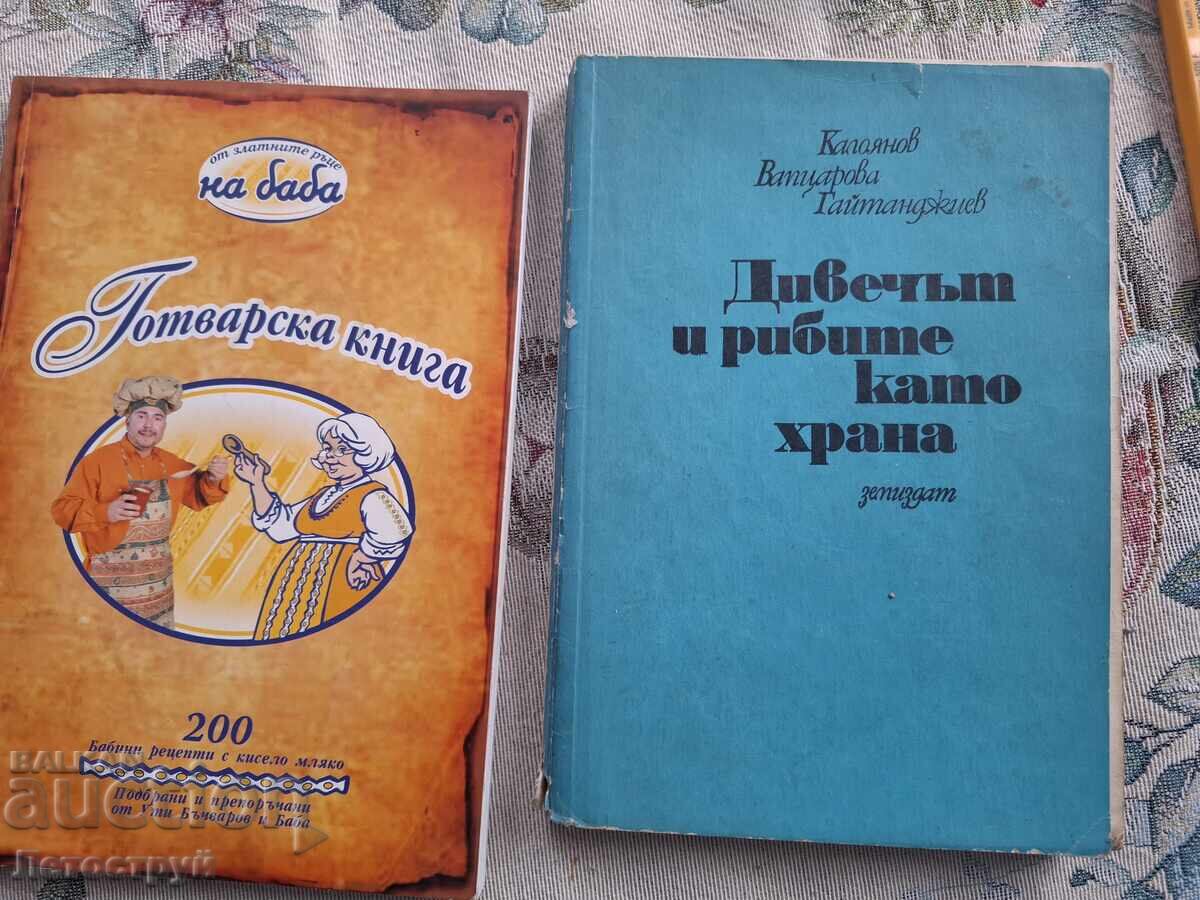 от златните ръце
на баба
Готварска книга
200
Бабини рецепти с кисело мляко
Подбрани и препоръчани
от Ути Бъчваров и Баба
Калоянов
Вапцарова
Гайтанджиев
Дивечът
и рибите
като
храна
земиздат
BALKAN
auction
Летоструй